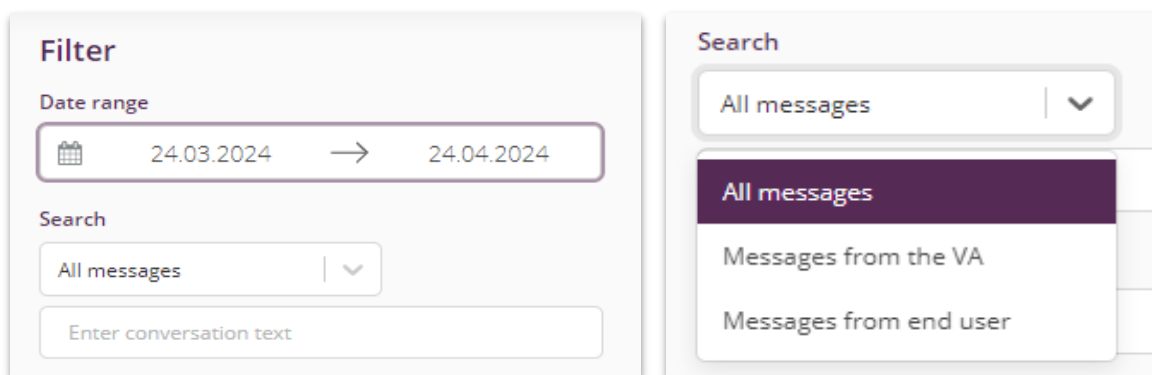 Filter
Date range
24.03.2024 → 24.04.2024
Search
All messages
Enter conversation text
Search
All messages
All messages
Messages from the VA
Messages from end user